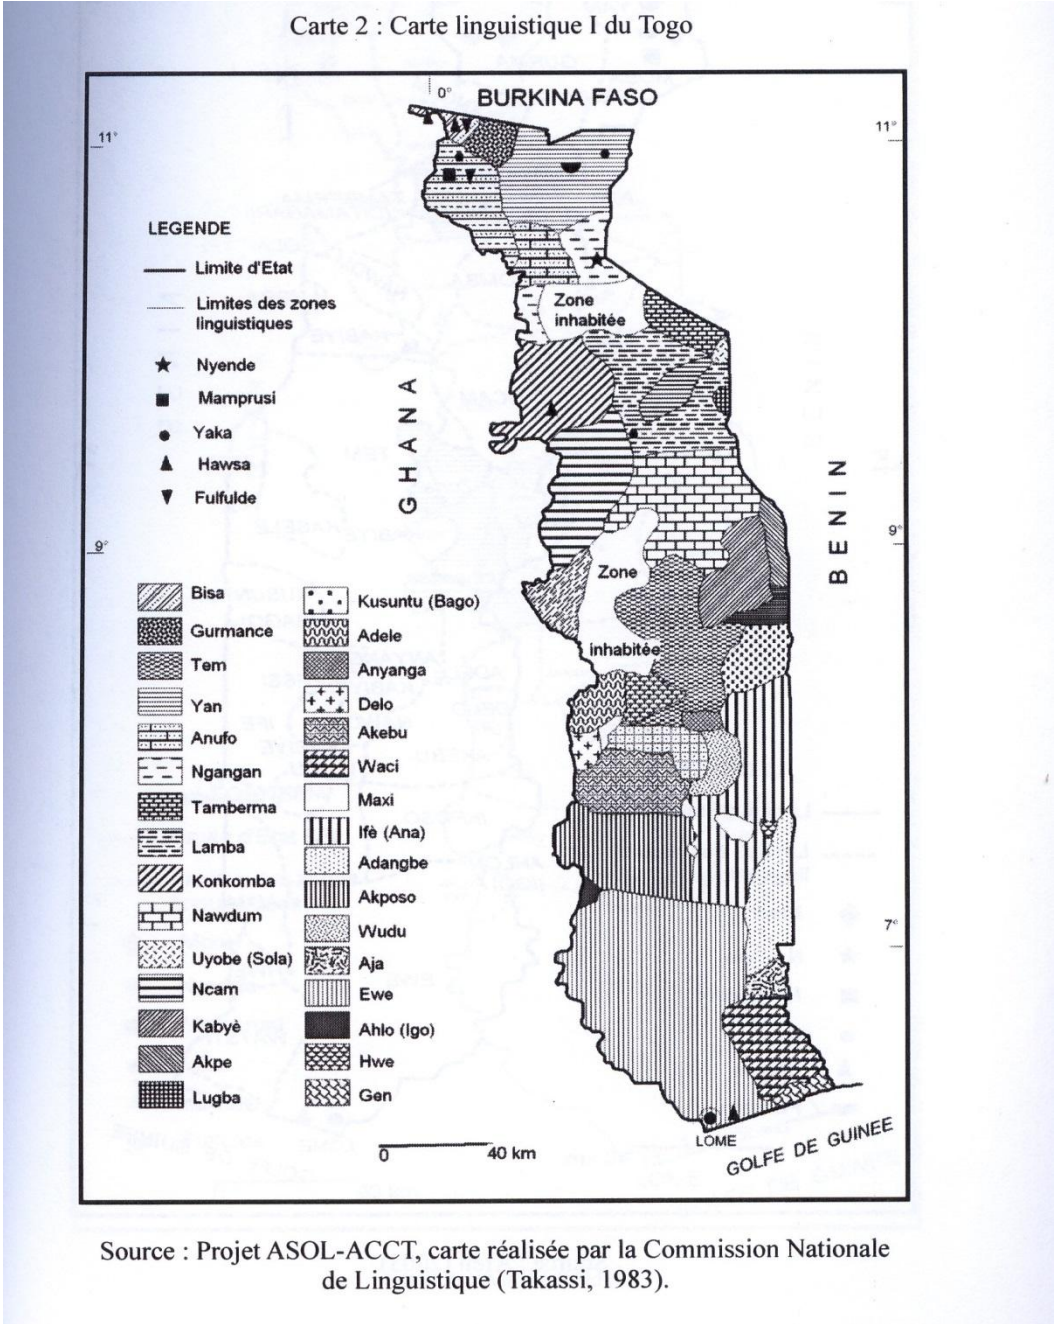 Carte 2 : Carte linguistique I du Togo
0°
BURKINA FASO
11°
11°
LEGENDE
Limite d'Etat
Limites des zones
linguistiques
Nyende
Mamprusi
Yaka
Hawsa
Fulfulde
GHANA
BENIN
Zone
inhabitée
9°
9°
Zone
inhabitée
7°
Bisa
Gurmance
Tem
Yan
Anufo
Ngangan
Tamberma
Lamba
Konkomba
Nawdum
Uyobe (Sola)
Ncam
Kabyè
Akpe
Lugba
Kusuntu (Bago)
Adele
Anyanga
Delo
Akebu
Waci
Maxi
Ifè (Ana)
Adangbe
Akposo
Wudu
Aja
Ewe
Ahlo (Igo)
Hwe
Gen
0 40 km
LOME
GOLFE DE GUINEE
Source : Projet ASOL-ACCT, carte réalisée par la Commission Nationale
de Linguistique (Takassi, 1983).